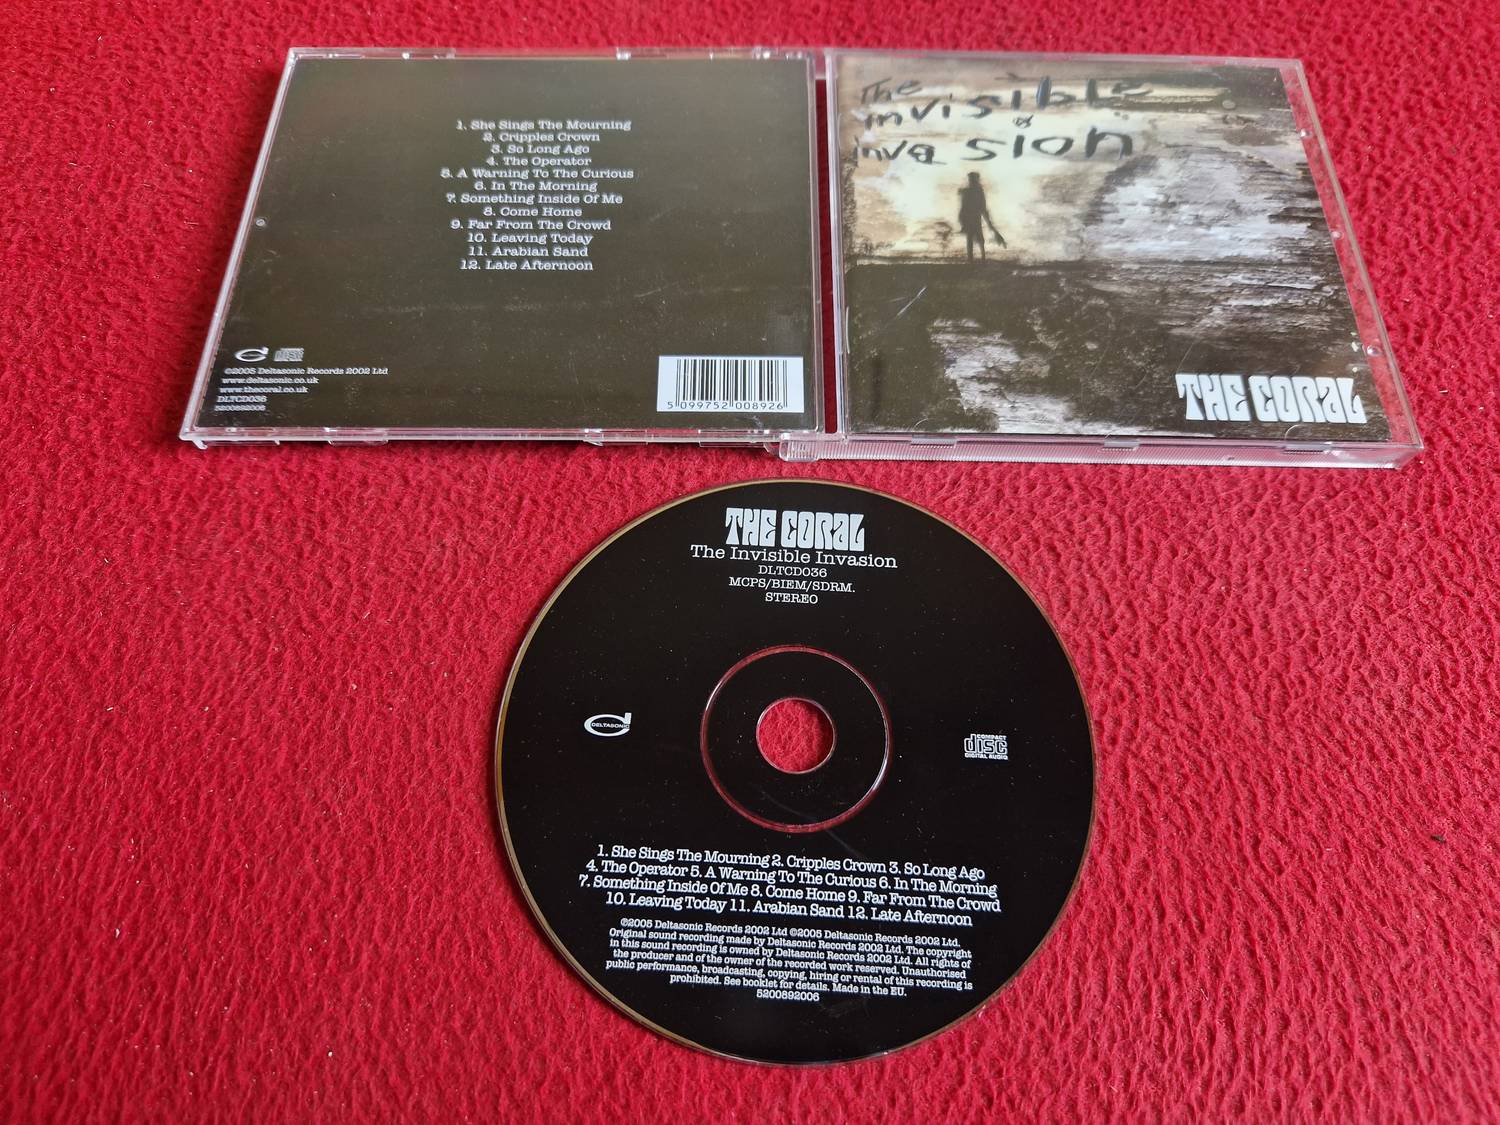 1. She Sings The Mourning
2. Cripples Crown
3. So Long Ago
4. The Operator
5. A Warning To The Curious
6. In The Morning
7. Something Inside Of Me
8. Come Home
9. Far From The Crowd
10. Leaving Today
11. Arabian Sand
12. Late Afternoon
disc
©2005 Deltasonic Records 2002 Ltd
www.deltasonic.co.uk
www.thecoral.co.uk
DLTCD036
5200892006
5 099752 008926
The
invisible
invasion
THE CORAL
THE CORAL
The Invisible Invasion
DLTCD036
MCPS/BIEM/SDRM.
STEREO
DELTASONIC
COMPACT
disc
DIGITAL AUDIO
1. She Sings The Mourning 2. Cripples Crown 3. So Long Ago
4. The Operator 5. A Warning To The Curious 6. In The Morning
7. Something Inside Of Me 8. Come Home 9. Far From The Crowd
10. Leaving Today 11. Arabian Sand 12. Late Afternoon
℗2005 Deltasonic Records 2002 Ltd ©2005 Deltasonic Records 2002 Ltd.
Original sound recording made by Deltasonic Records 2002 Ltd. The copyright
in this sound recording is owned by Deltasonic Records 2002 Ltd. All rights of
the producer and of the owner of the recorded work reserved. Unauthorised
public performance, broadcasting, copying, hiring or rental of this recording is
prohibited. See booklet for details. Made in the EU.
5200892006